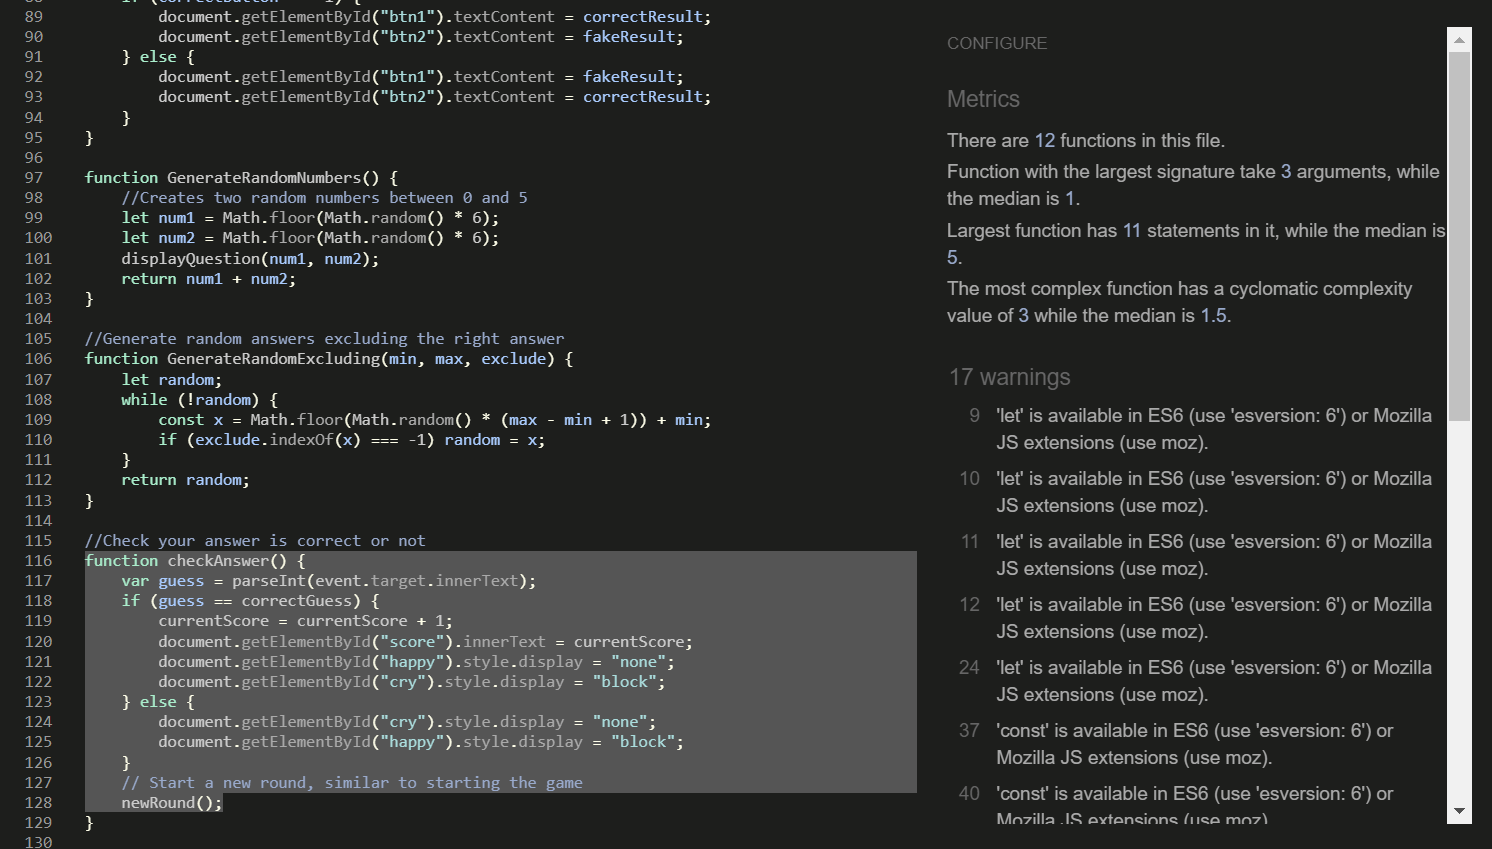 89 document.getElementById("btn1").textContent = correctResult;
90 document.getElementById("btn2").textContent = fakeResult;
91 } else {
92 document.getElementById("btn1").textContent = fakeResult;
93 document.getElementById("btn2").textContent = correctResult;
94 }
95 }
96
97 function GenerateRandomNumbers() {
98 //Creates two random numbers between 0 and 5
99 let num1 = Math.floor(Math.random() * 6);
100 let num2 = Math.floor(Math.random() * 6);
101 displayQuestion(num1, num2);
102 return num1 + num2;
103 }
104
105 //Generate random answers excluding the right answer
106 function GenerateRandomExcluding(min, max, exclude) {
107 let random;
108 while (!random) {
109 const x = Math.floor(Math.random() * (max - min + 1)) + min;
110 if (exclude.indexOf(x) === -1) random = x;
111 }
112 return random;
113 }
114
115 //Check your answer is correct or not
116 function checkAnswer() {
117 var guess = parseInt(event.target.innerText);
118 if (guess == correctGuess) {
119 currentScore = currentScore + 1;
120 document.getElementById("score").innerText = currentScore;
121 document.getElementById("happy").style.display = "none";
122 document.getElementById("cry").style.display = "block";
123 } else {
124 document.getElementById("cry").style.display = "none";
125 document.getElementById("happy").style.display = "block";
126 }
127 // Start a new round, similar to starting the game
128 newRound();
129 }
130
CONFIGURE
Metrics
There are 12 functions in this file.
Function with the largest signature take 3 arguments, while
the median is 1.
Largest function has 11 statements in it, while the median is
5.
The most complex function has a cyclomatic complexity
value of 3 while the median is 1.5.
17 warnings
9 'let' is available in ES6 (use 'esversion: 6') or Mozilla
JS extensions (use moz).
10 'let' is available in ES6 (use 'esversion: 6') or Mozilla
JS extensions (use moz).
11 'let' is available in ES6 (use 'esversion: 6') or Mozilla
JS extensions (use moz).
12 'let' is available in ES6 (use 'esversion: 6') or Mozilla
JS extensions (use moz).
24 'let' is available in ES6 (use 'esversion: 6') or Mozilla
JS extensions (use moz).
37 'const' is available in ES6 (use 'esversion: 6') or
Mozilla JS extensions (use moz).
40 'const' is available in ES6 (use 'esversion: 6') or
Mozilla JS extensions (use moz)